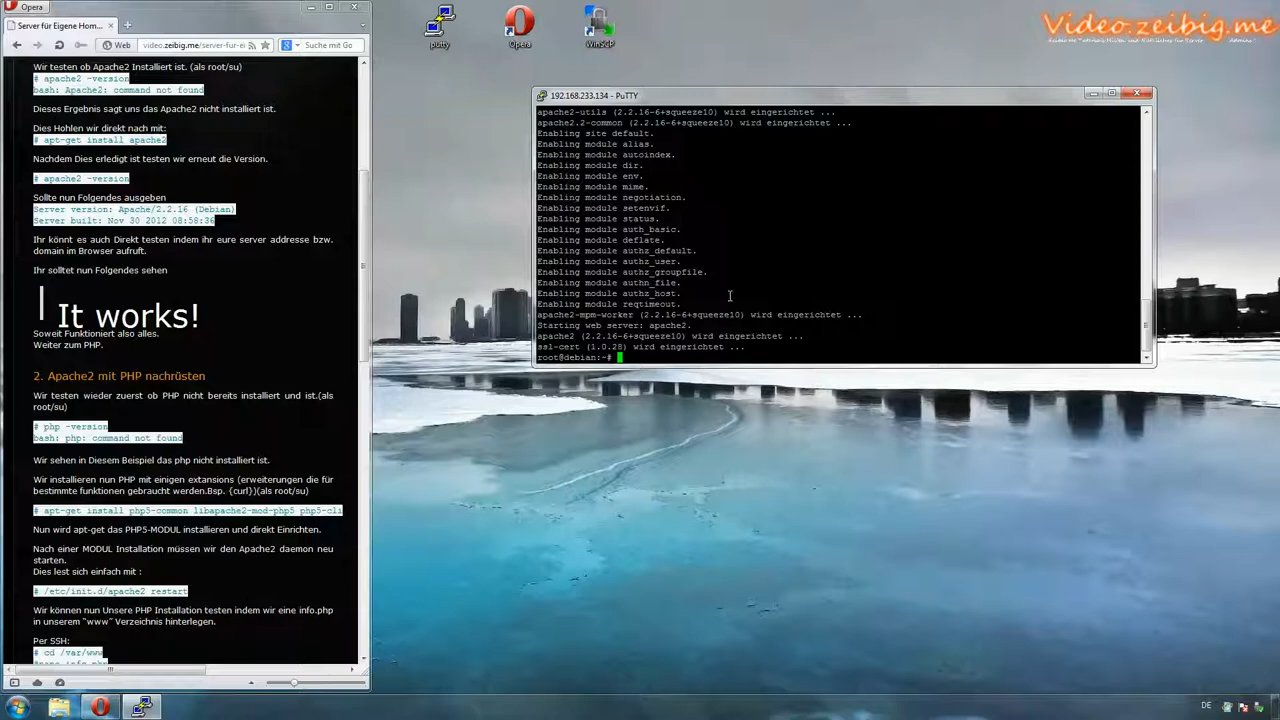 Opera
Server für Eigene Hom...
Web
video.zeibig.me/server-fur-ei
Suche mit Go
Wir testen ob Apache2 Installiert ist. (als root/su)
# apache2 -version
bash: Apache2: command not found
Dieses Ergebnis sagt uns das Apache2 nicht installiert ist.
Dies Hohlen wir direkt nach mit:
# apt-get install apache2
Nachdem Dies erledigt ist testen wir erneut die Version.
# apache2 -version
Sollte nun Folgendes ausgeben
Server version: Apache/2.2.16 (Debian)
Server built: Nov 30 2012 08:58:36
Ihr könnt es auch Direkt testen indem ihr eure server addresse bzw.
domain im Browser aufruft.
Ihr solltet nun Folgendes sehen
It works!
Soweit Funktioniert also alles.
Weiter zum PHP.
2. Apache2 mit PHP nachrüsten
Wir testen wieder zuerst ob PHP nicht bereits installiert und ist.(als
root/su)
# php -version
bash: php: command not found
Wir sehen in Diesem Beispiel das php nicht installiert ist.
Wir installieren nun PHP mit einigen extansions (erweiterungen die für
bestimmte funktionen gebraucht werden.Bsp. {curl})(als root/su)
# apt-get install php5-common libapache2-mod-php5 php5-cli
Nun wird apt-get das PHP5-MODUL installieren und direkt Einrichten.
Nach einer MODUL Installation müssen wir den Apache2 daemon neu
starten.
Dies lest sich einfach mit :
# /etc/init.d/apache2 restart
Wir können nun Unsere PHP Installation testen indem wir eine info.php
in unserem "www" Verzeichnis hinterlegen.
Per SSH:
# cd /var/www
#nano info.php
putty
Opera
WinSCP
Video.zeibig.me
192.168.233.134 - PuTTY
apache2-utils (2.2.16-6+squeeze10) wird eingerichtet ...
apache2.2-common (2.2.16-6+squeeze10) wird eingerichtet ...
Enabling site default.
Enabling module alias.
Enabling module autoindex.
Enabling module dir.
Enabling module env.
Enabling module mime.
Enabling module negotiation.
Enabling module setenvif.
Enabling module status.
Enabling module auth_basic.
Enabling module deflate.
Enabling module authz_default.
Enabling module authz_user.
Enabling module authz_groupfile.
Enabling module authn_file.
Enabling module authz_host.
Enabling module reqtimeout.
apache2-mpm-worker (2.2.16-6+squeeze10) wird eingerichtet ...
Starting web server: apache2.
apache2 (2.2.16-6+squeeze10) wird eingerichtet ...
ssl-cert (1.0.28) wird eingerichtet ...
root@debian:~#
DE